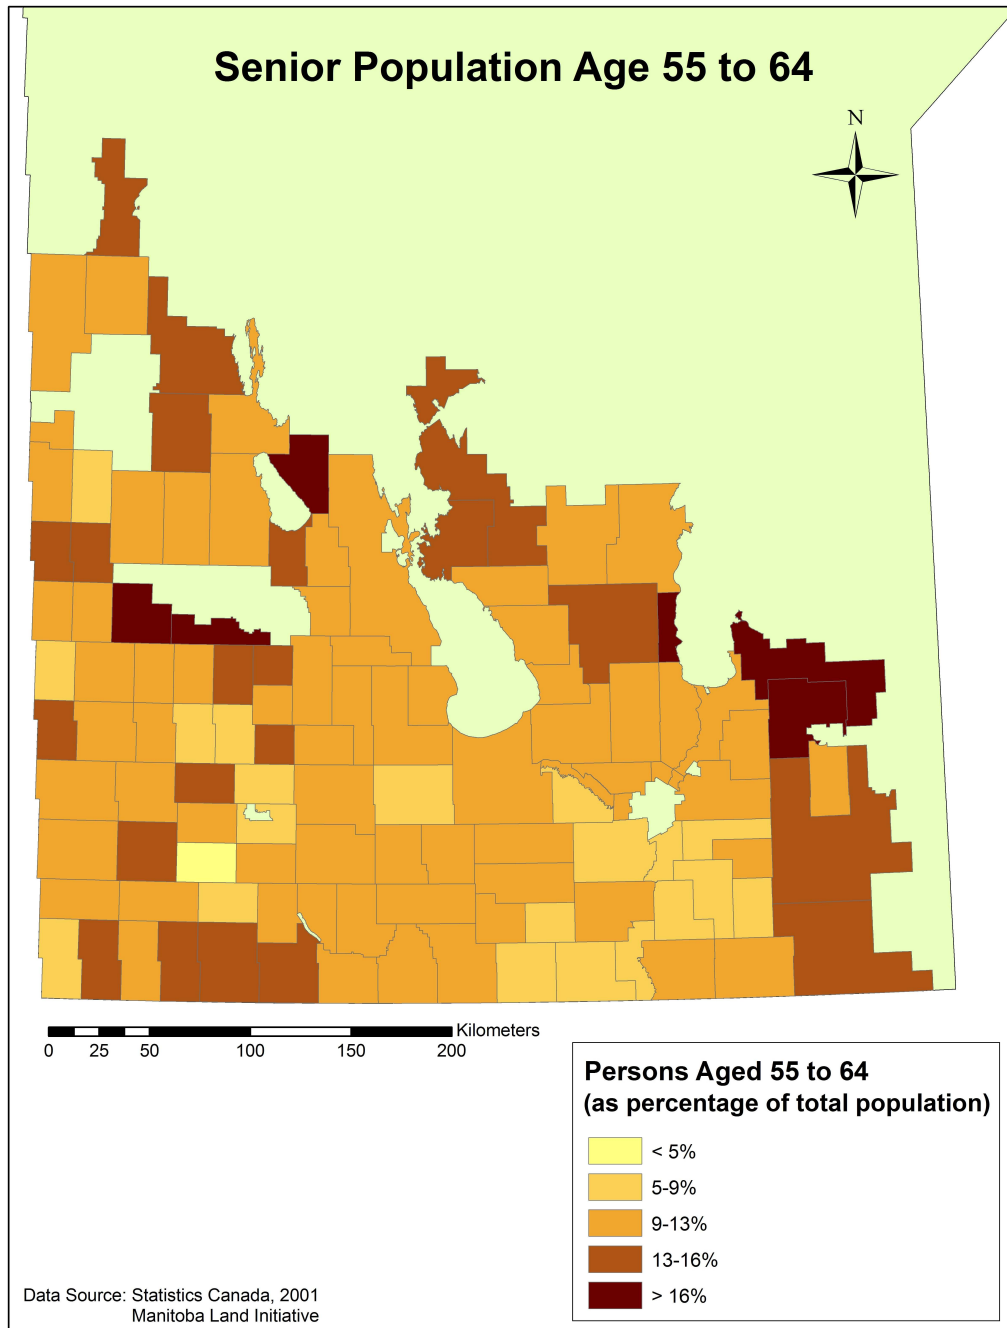 Senior Population Age 55 to 64
N
Kilometers
0 25 50 100 150 200
Persons Aged 55 to 64
(as percentage of total population)
< 5%
5-9%
9-13%
13-16%
> 16%
Data Source: Statistics Canada, 2001
Manitoba Land Initiative